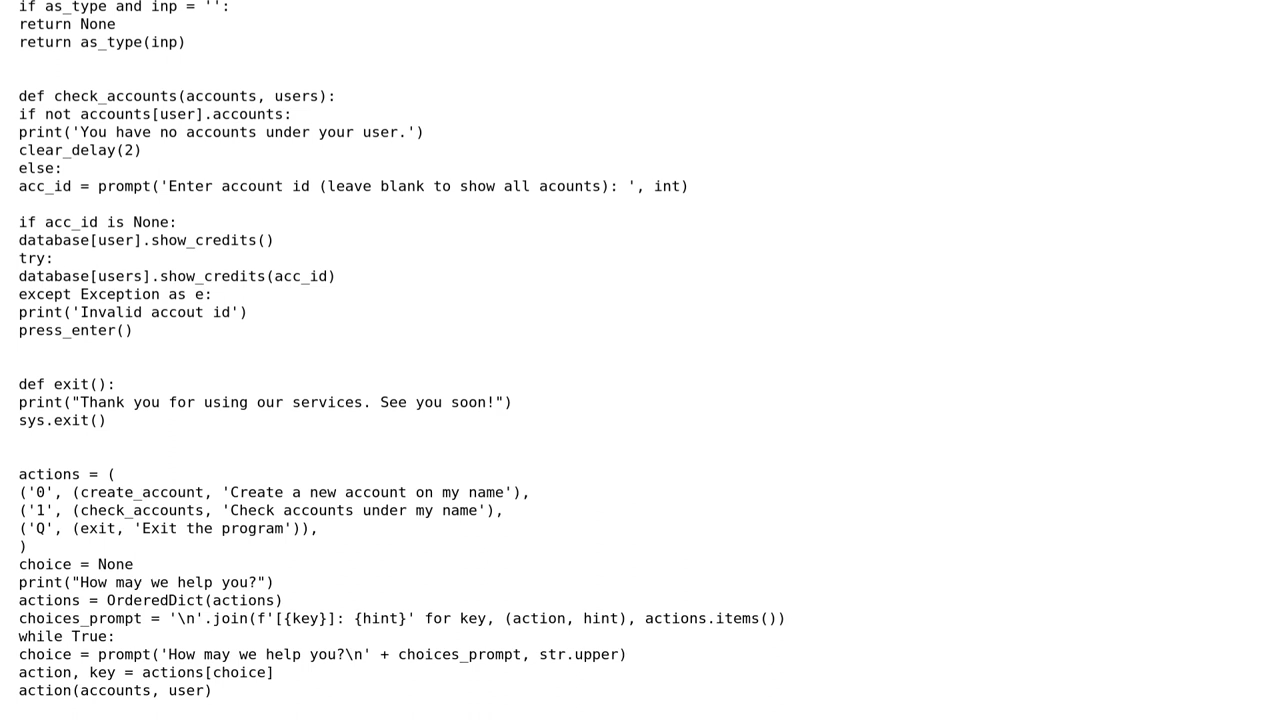 if as_type and inp = '':
return None
return as_type(inp)
def check_accounts(accounts, users):
if not accounts[user].accounts:
print('You have no accounts under your user.')
clear_delay(2)
else:
acc_id = prompt('Enter account id (leave blank to show all acounts): ', int)
if acc_id is None:
database[user].show_credits()
try:
database[users].show_credits(acc_id)
except Exception as e:
print('Invalid accout id')
press_enter()
def exit():
print("Thank you for using our services. See you soon!")
sys.exit()
actions = (
('0', (create_account, 'Create a new account on my name'),
('1', (check_accounts, 'Check accounts under my name'),
('Q', (exit, 'Exit the program')),
)
choice = None
print("How may we help you?")
actions = OrderedDict(actions)
choices_prompt = '\n'.join(f'[{key}]: {hint}' for key, (action, hint), actions.items())
while True:
choice = prompt('How may we help you?\n' + choices_prompt, str.upper)
action, key = actions[choice]
action(accounts, user)